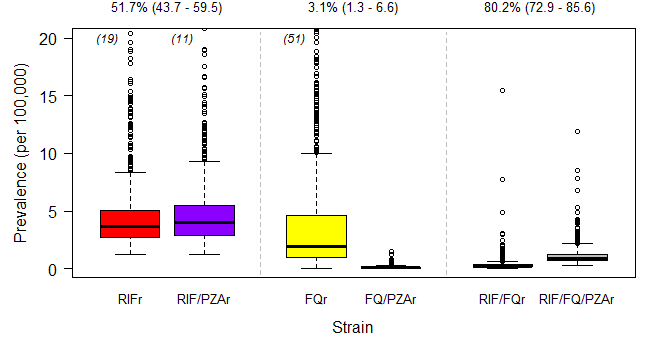 51.7% (43.7 - 59.5) 3.1% (1.3 - 6.6) 80.2% (72.9 - 85.6)
(19) (11) (51)
20
15
10
5
0
Prevalence (per 100,000)
RIFr RIF/PZAr FQr FQ/PZAr RIF/FQr RIF/FQ/PZAr
Strain